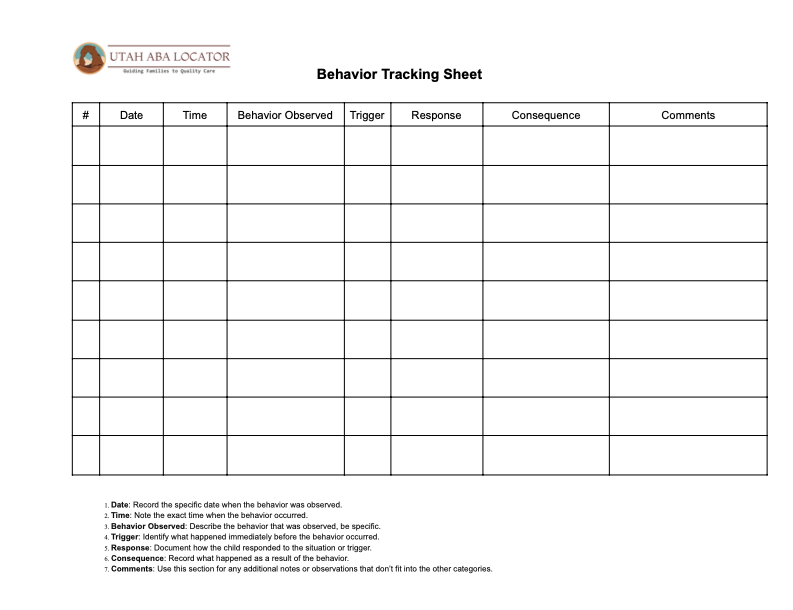 UTAH ABA LOCATOR
Guiding Families to Quality Care
Behavior Tracking Sheet
# Date Time Behavior Observed Trigger Response Consequence Comments
1. Date: Record the specific date when the behavior was observed.
2. Time: Note the exact time when the behavior occurred.
3. Behavior Observed: Describe the behavior that was observed, be specific.
4. Trigger: Identify what happened immediately before the behavior occurred.
5. Response: Document how the child responded to the situation or trigger.
6. Consequence: Record what happened as a result of the behavior.
7. Comments: Use this section for any additional notes or observations that don't fit into the other categories.